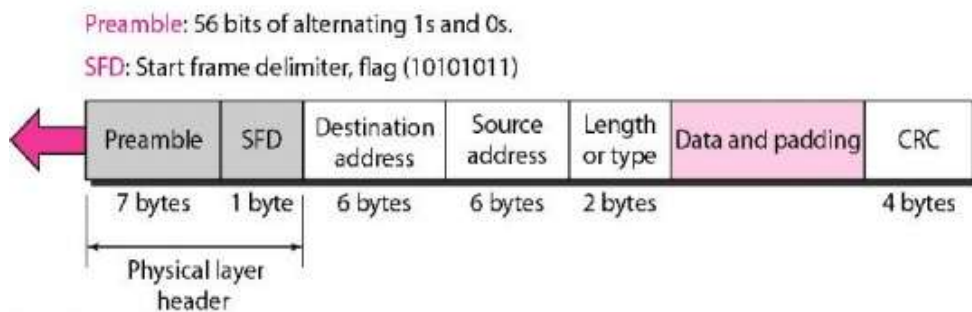 Preamble: 56 bits of alternating 1s and 0s.
SFD: Start frame delimiter, flag (10101011)
Preamble
SFD
Destination
address
Source
address
Length
or type
Data and padding
CRC
7 bytes
1 byte
6 bytes
6 bytes
2 bytes
4 bytes
Physical layer
header